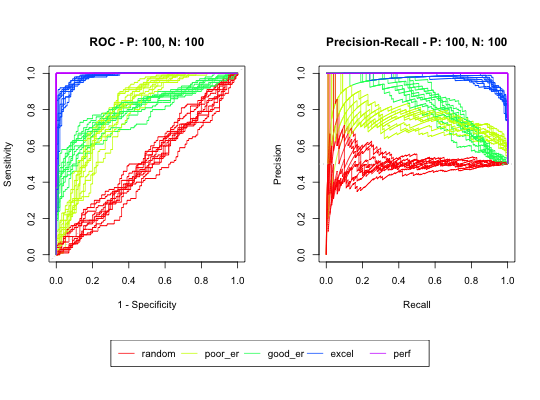 ROC - P: 100, N: 100
Sensitivity
0.0 0.2 0.4 0.6 0.8 1.0
0.0 0.2 0.4 0.6 0.8 1.0
1 - Specificity
Precision-Recall - P: 100, N: 100
Precision
0.0 0.2 0.4 0.6 0.8 1.0
0.0 0.2 0.4 0.6 0.8 1.0
Recall
random poor_er good_er excel perf